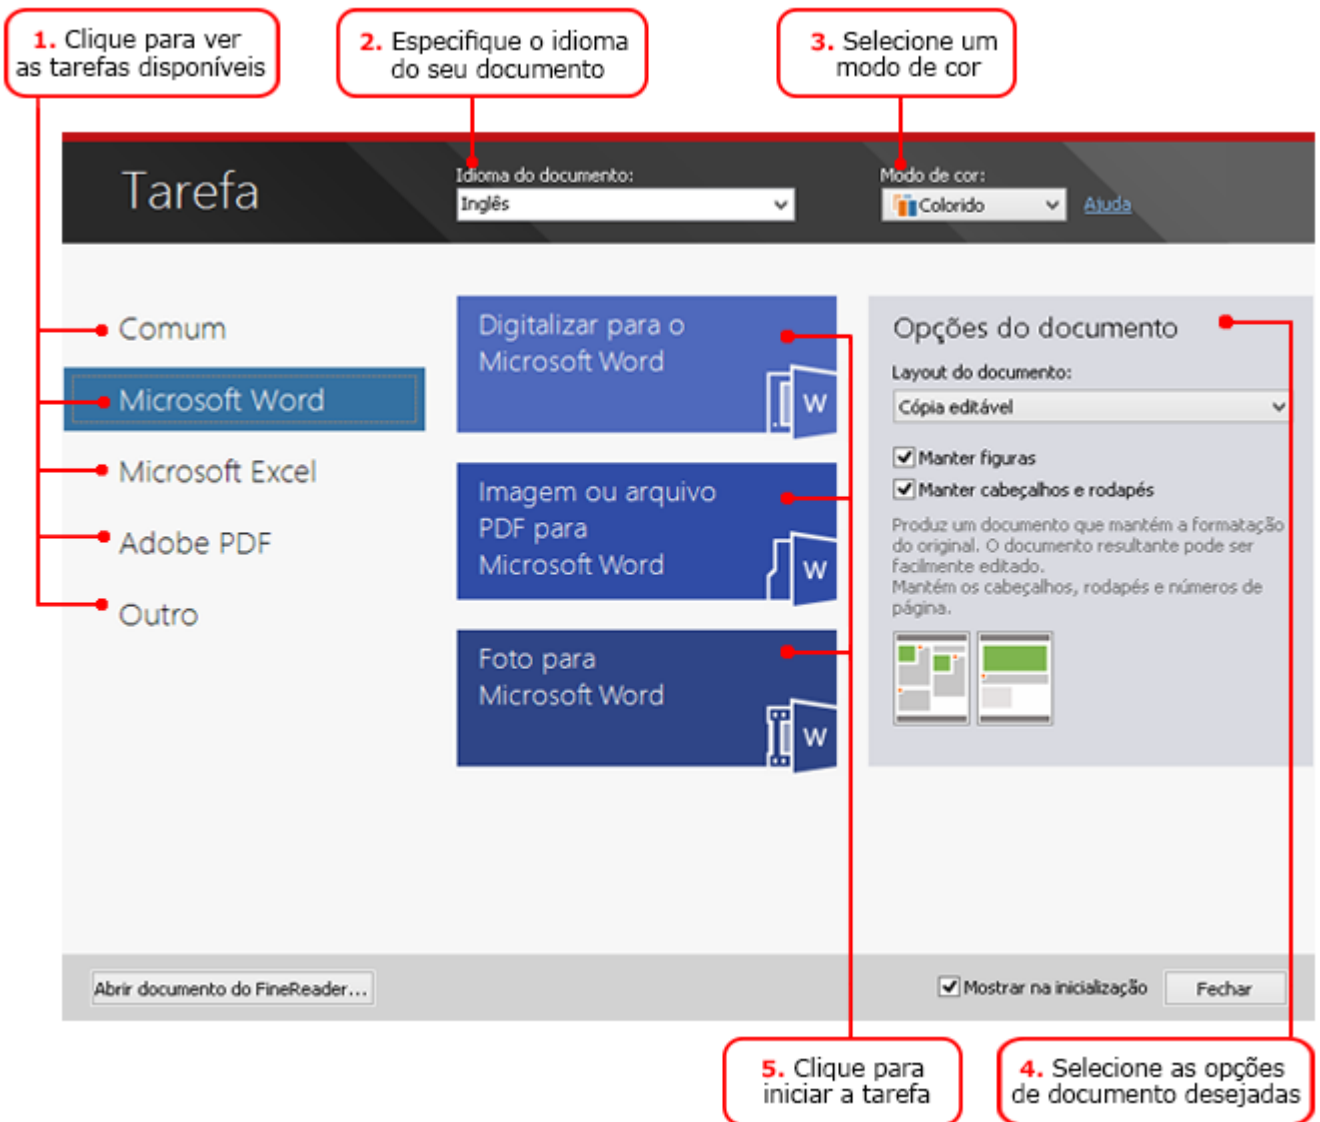 1. Clique para ver
as tarefas disponíveis
2. Especifique o idioma
do seu documento
3. Selecione um
modo de cor
Tarefa
Idioma do documento:
Inglês
Modo de cor:
Colorido
Ajuda
Comum
Microsoft Word
Microsoft Excel
Adobe PDF
Outro
Digitalizar para o
Microsoft Word
W
Imagem ou arquivo
PDF para
Microsoft Word
W
Foto para
Microsoft Word
W
Opções do documento
Layout do documento:
Cópia editável
Manter figuras
Manter cabeçalhos e rodapés
Produz um documento que mantém a formatação
do original. O documento resultante pode ser
facilmente editado.
Mantém os cabeçalhos, rodapés e números de
página.
Abrir documento do FineReader...
Mostrar na inicialização
Fechar
5. Clique para
iniciar a tarefa
4. Selecione as opções
de documento desejadas